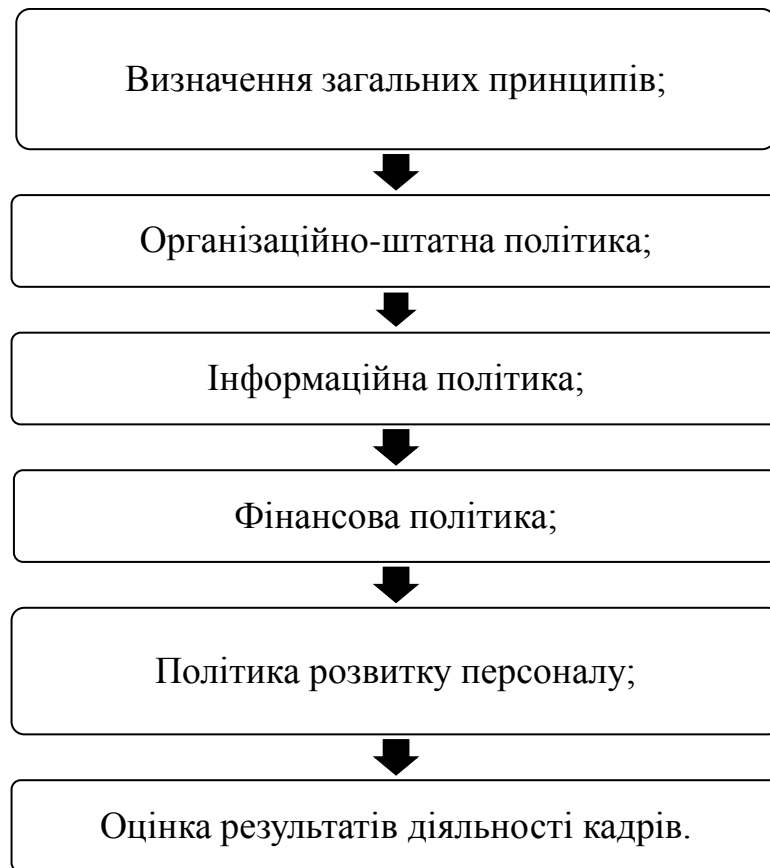 Визначення загальних принципів;
Організаційно-штатна політика;
Інформаційна політика;
Фінансова політика;
Політика розвитку персоналу;
Оцінка результатів діяльності кадрів.